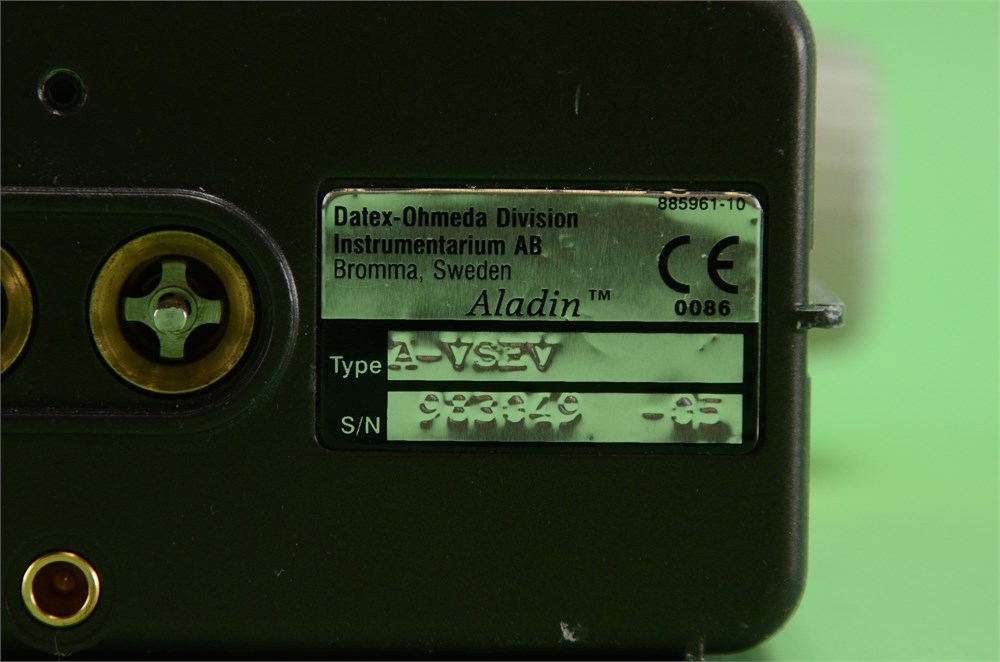 885961-10
Datex-Ohmeda Division
Instrumentarium AB
Bromma, Sweden
CE
Aladin™
0086
Type A-VSEV
S/N